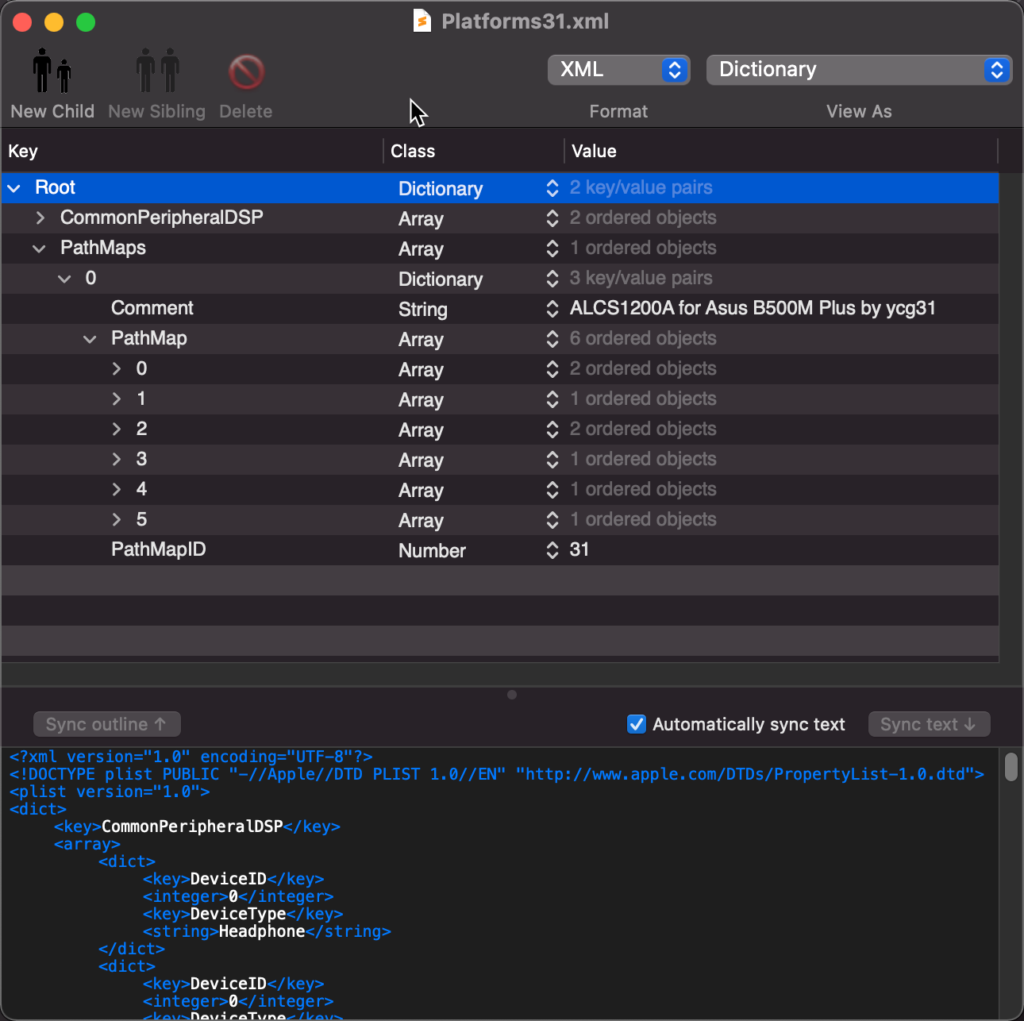 Platforms31.xml
New Child New Sibling Delete XML Format Dictionary View As
Key Class Value
Root Dictionary 2 key/value pairs
CommonPeripheralDSP Array 2 ordered objects
PathMaps Array 1 ordered objects
0 Dictionary 3 key/value pairs
Comment String ALCS1200A for Asus B500M Plus by ycg31
PathMap Array 6 ordered objects
0 Array 2 ordered objects
1 Array 1 ordered objects
2 Array 2 ordered objects
3 Array 1 ordered objects
4 Array 1 ordered objects
5 Array 1 ordered objects
PathMapID Number 31
Sync outline ↑ Automatically sync text Sync text ↓
<?xml version="1.0" encoding="UTF-8"?>
<!DOCTYPE plist PUBLIC "-//Apple//DTD PLIST 1.0//EN" "http://www.apple.com/DTDs/PropertyList-1.0.dtd">
<plist version="1.0">
<dict>
<key>CommonPeripheralDSP</key>
<array>
<dict>
<key>DeviceID</key>
<integer>0</integer>
<key>DeviceType</key>
<string>Headphone</string>
</dict>
<dict>
<key>DeviceID</key>
<integer>0</integer>
<key>DeviceType</key>